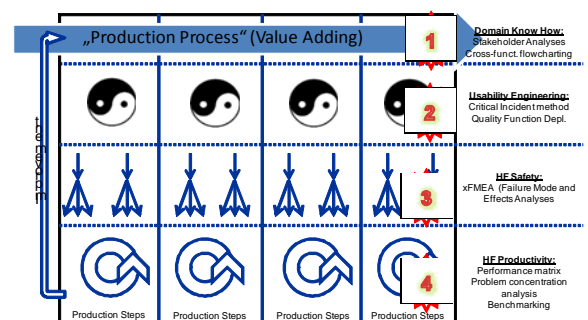 „Production Process“ (Value Adding)
1
Domain Know How:
Stakeholder Analyses
Cross-funct. flowcharting
2
Usability Engineering:
Critical Incident method
Quality Function Depl.
3
HF Safety:
xFMEA (Failure Mode and
Effects Analyses
4
HF Productivity:
Performance matrix
Problem concentration
analysis
Benchmarking
Production Steps
Production Steps
Production Steps
Production Steps